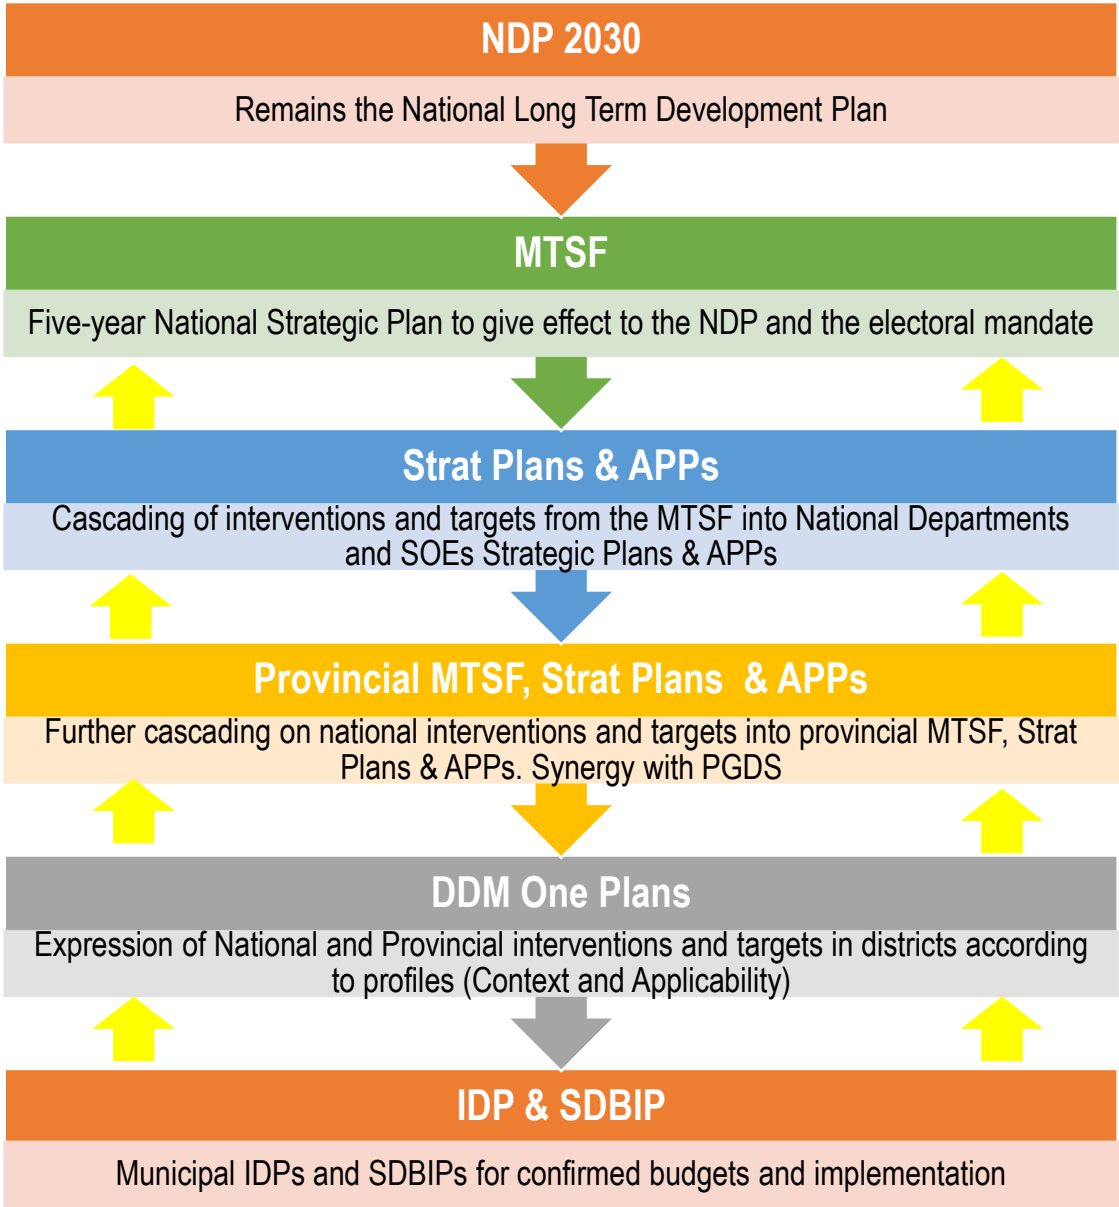 NDP 2030
Remains the National Long Term Development Plan
MTSF
Five-year National Strategic Plan to give effect to the NDP and the electoral mandate
Strat Plans & APPs
Cascading of interventions and targets from the MTSF into National Departments
and SOEs Strategic Plans & APPs
Provincial MTSF, Strat Plans & APPs
Further cascading on national interventions and targets into provincial MTSF, Strat
Plans & APPs. Synergy with PGDS
DDM One Plans
Expression of National and Provincial interventions and targets in districts according
to profiles (Context and Applicability)
IDP & SDBIP
Municipal IDPs and SDBIPs for confirmed budgets and implementation